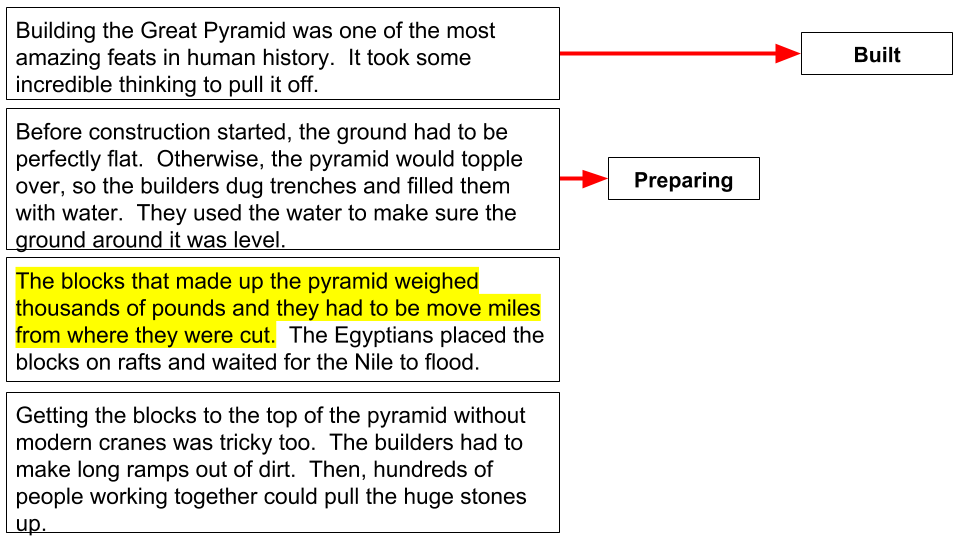 Building the Great Pyramid was one of the most
amazing feats in human history.  It took some
incredible thinking to pull it off.
Built
Before construction started, the ground had to be
perfectly flat.  Otherwise, the pyramid would topple
over, so the builders dug trenches and filled them
with water.  They used the water to make sure the
ground around it was level.
Preparing
The blocks that made up the pyramid weighed
thousands of pounds and they had to be move miles
from where they were cut.  The Egyptians placed the
blocks on rafts and waited for the Nile to flood.
Getting the blocks to the top of the pyramid without
modern cranes was tricky too.  The builders had to
make long ramps out of dirt.  Then, hundreds of
people working together could pull the huge stones
up.